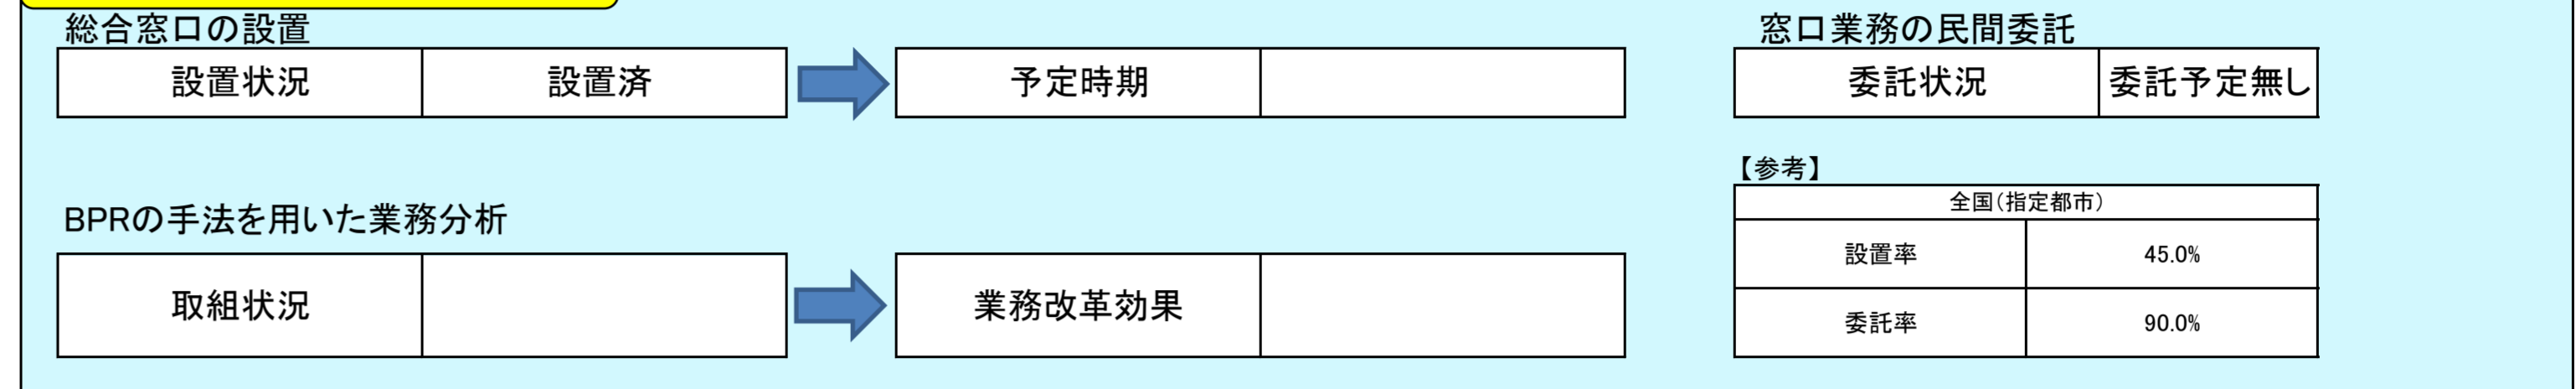 総合窓口の設置
設置状況 設置済
予定時期
窓口業務の民間委託
委託状況 委託予定無し
BPRの手法を用いた業務分析
取組状況
業務改革効果
【参考】
全国(指定都市)
設置率 45.0%
委託率 90.0%